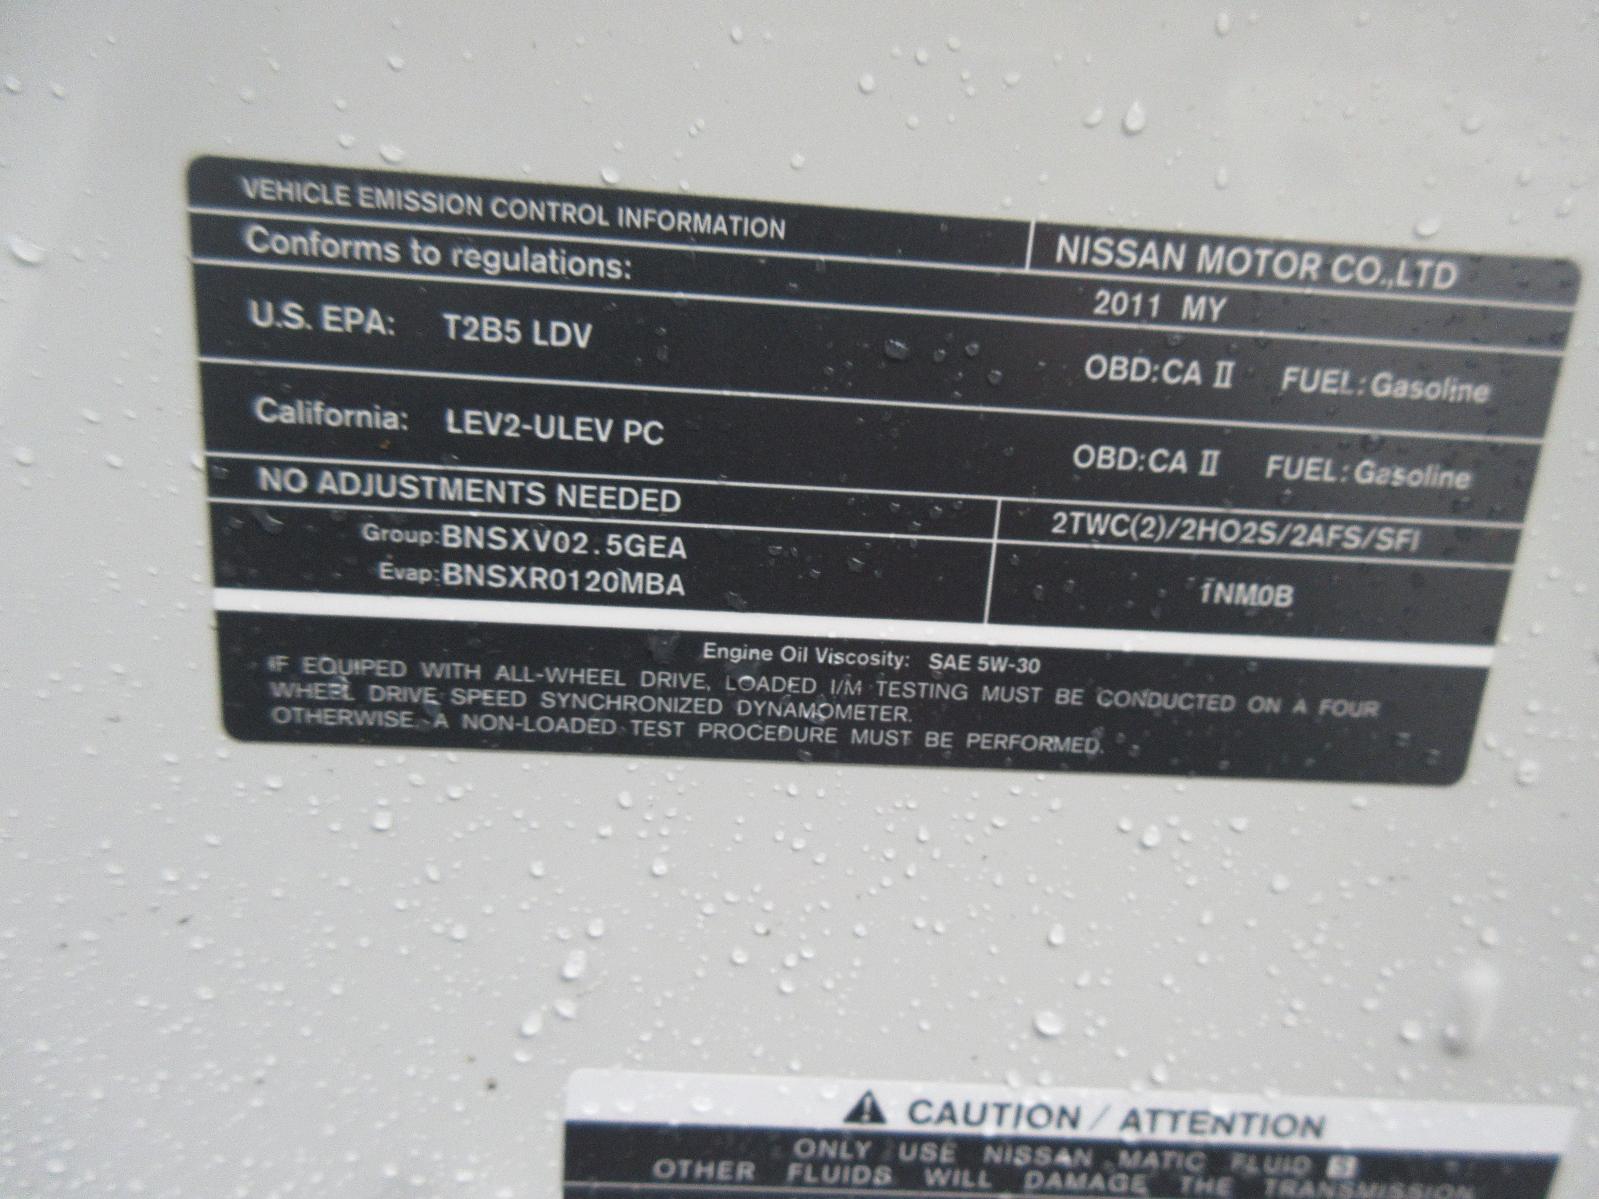 VEHICLE EMISSION CONTROL INFORMATION
NISSAN MOTOR CO.,LTD
Conforms to regulations:
2011 MY
U.S. EPA: T2B5 LDV
OBD:CA II FUEL:Gasoline
California: LEV2-ULEV PC
OBD:CA II FUEL:Gasoline
NO ADJUSTMENTS NEEDED
2TWC(2)/2HO2S/2AFS/SFI
Group:BNSXV02.5GEA
Evap:BNSXR0120MBA
1NM0B
Engine Oil Viscosity: SAE 5W-30
IF EQUIPED WITH ALL-WHEEL DRIVE, LOADED I/M TESTING MUST BE CONDUCTED ON A FOUR
WHEEL DRIVE SPEED SYNCHRONIZED DYNAMOMETER.
OTHERWISE A NON-LOADED TEST PROCEDURE MUST BE PERFORMED.
CAUTION / ATTENTION
ONLY USE NISSAN MATIC FLUID S
OTHER FLUIDS WILL DAMAGE THE TRANSMISSION